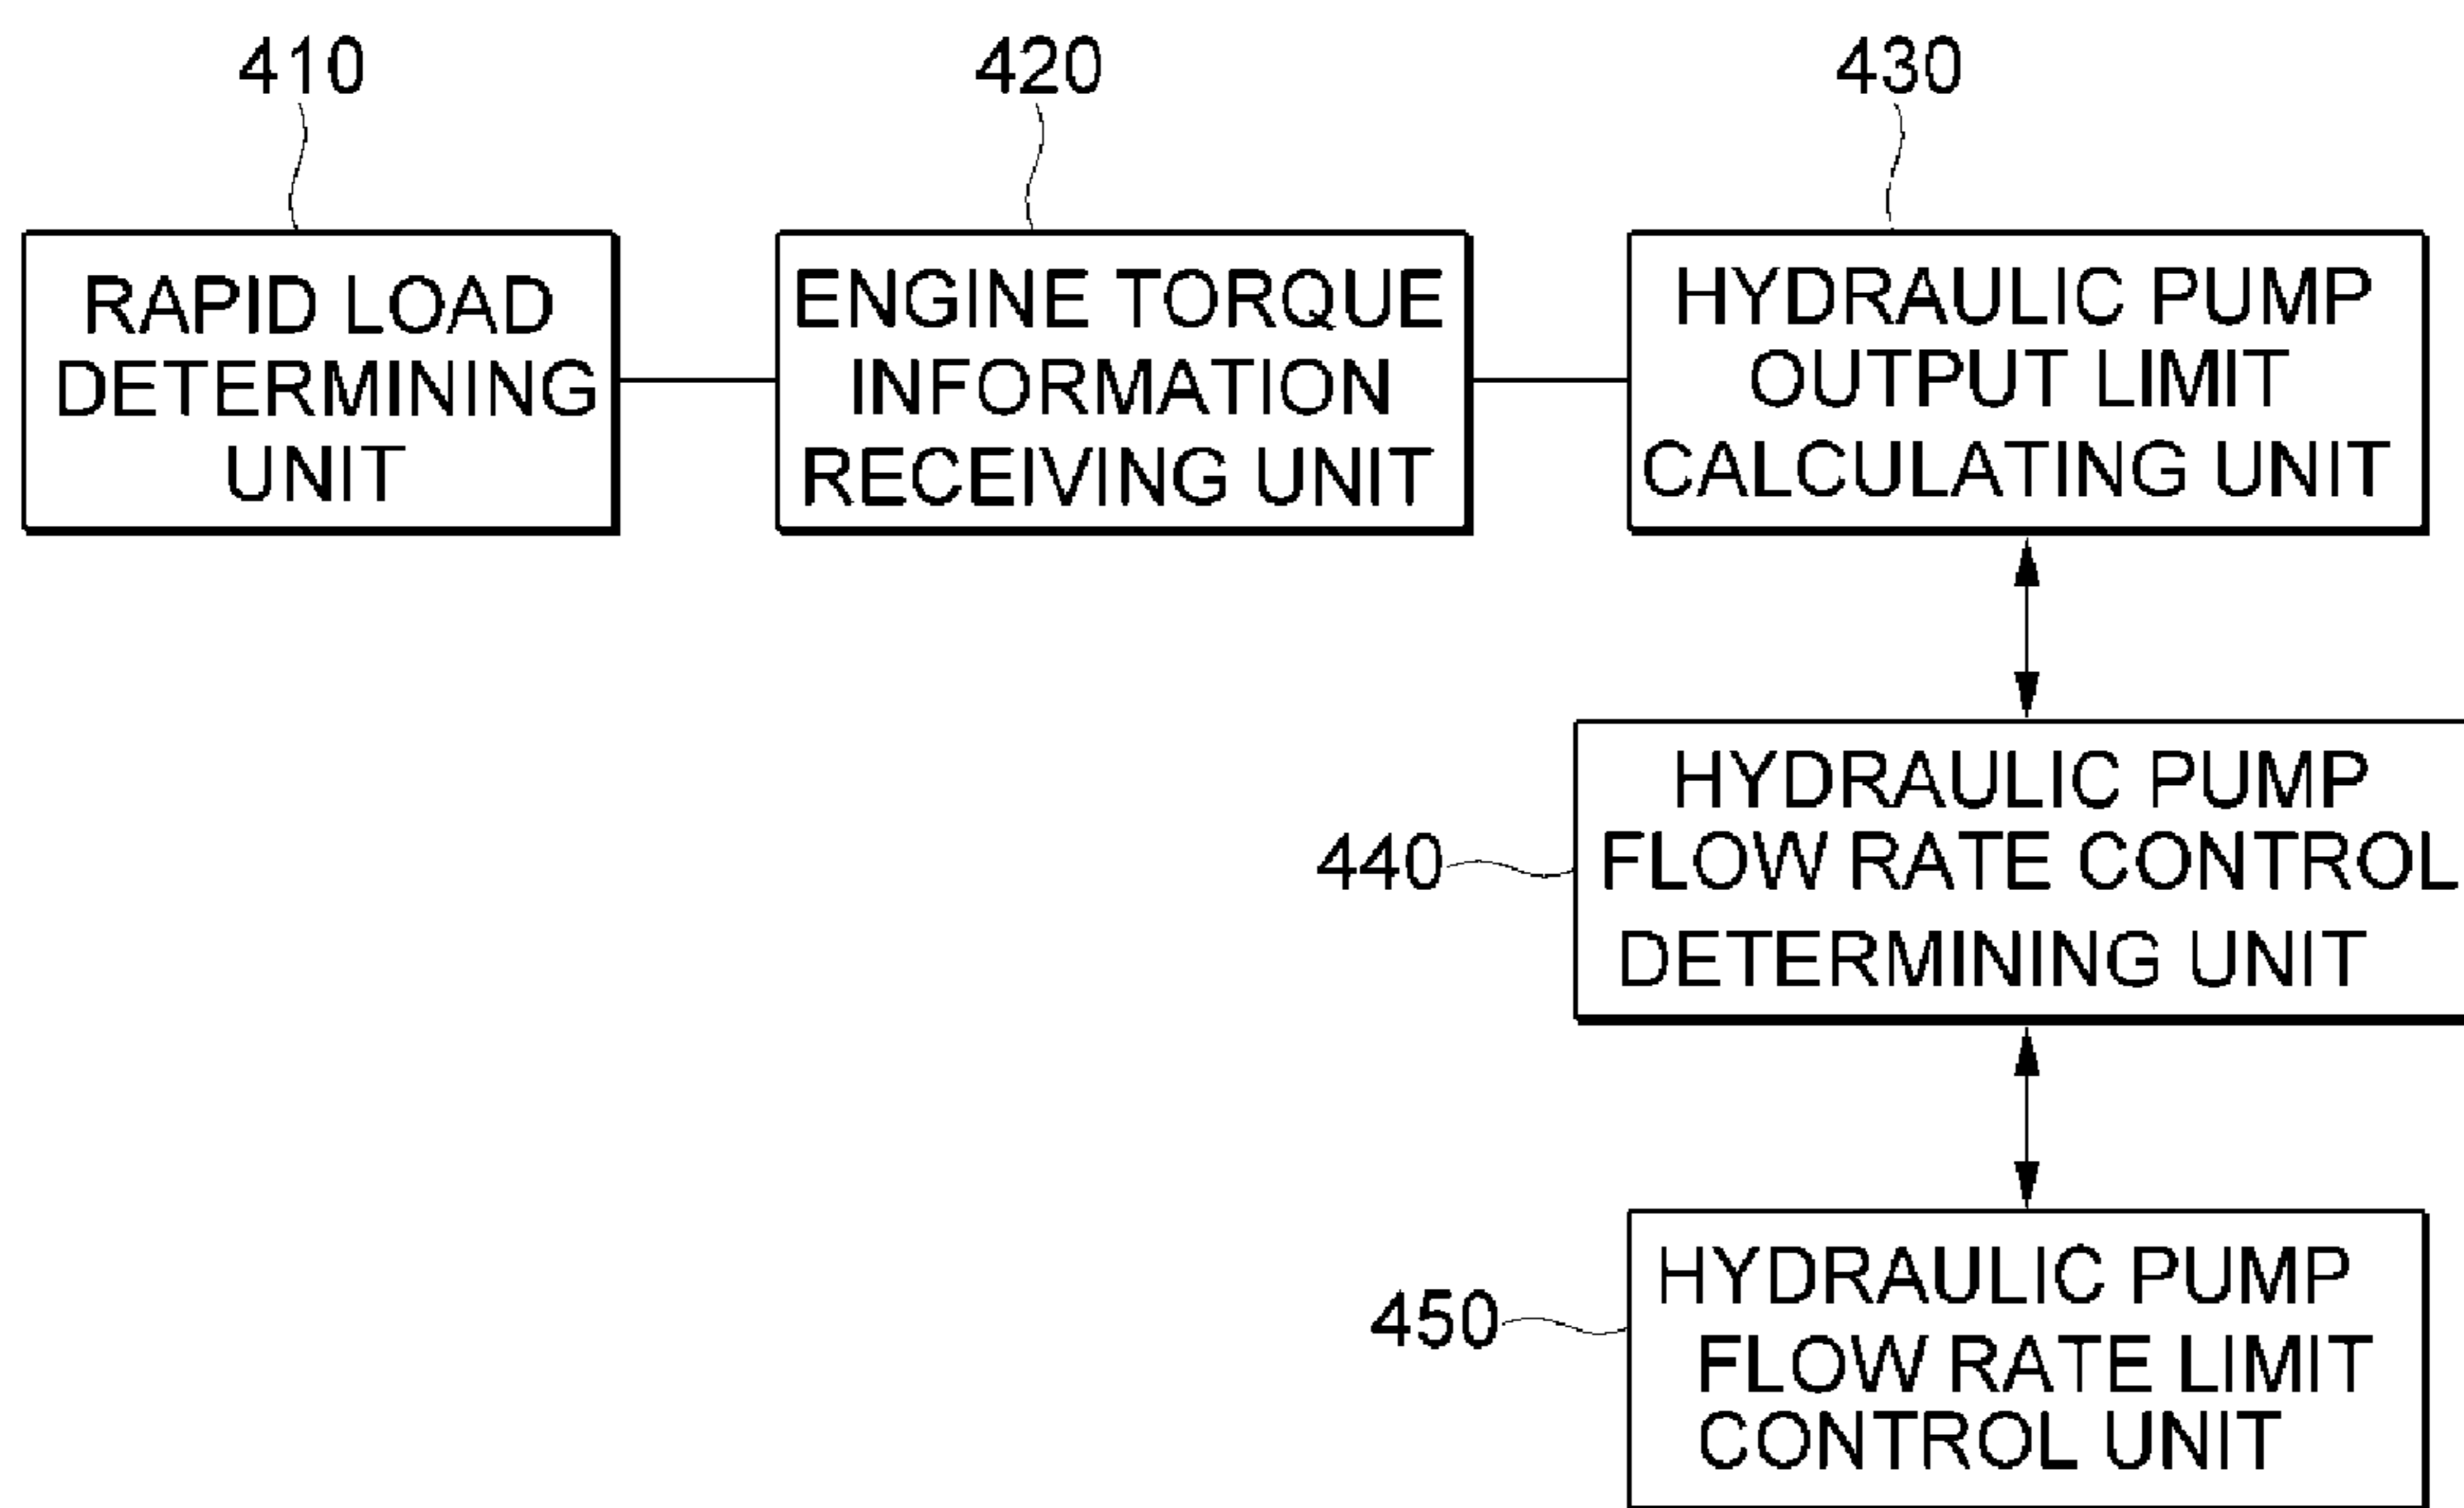 410
420
430
RAPID LOAD
DETERMINING
UNIT
ENGINE TORQUE
INFORMATION
RECEIVING UNIT
HYDRAULIC PUMP
OUTPUT LIMIT
CALCULATING UNIT
440
HYDRAULIC PUMP
FLOW RATE CONTROL
DETERMINING UNIT
450
HYDRAULIC PUMP
FLOW RATE LIMIT
CONTROL UNIT